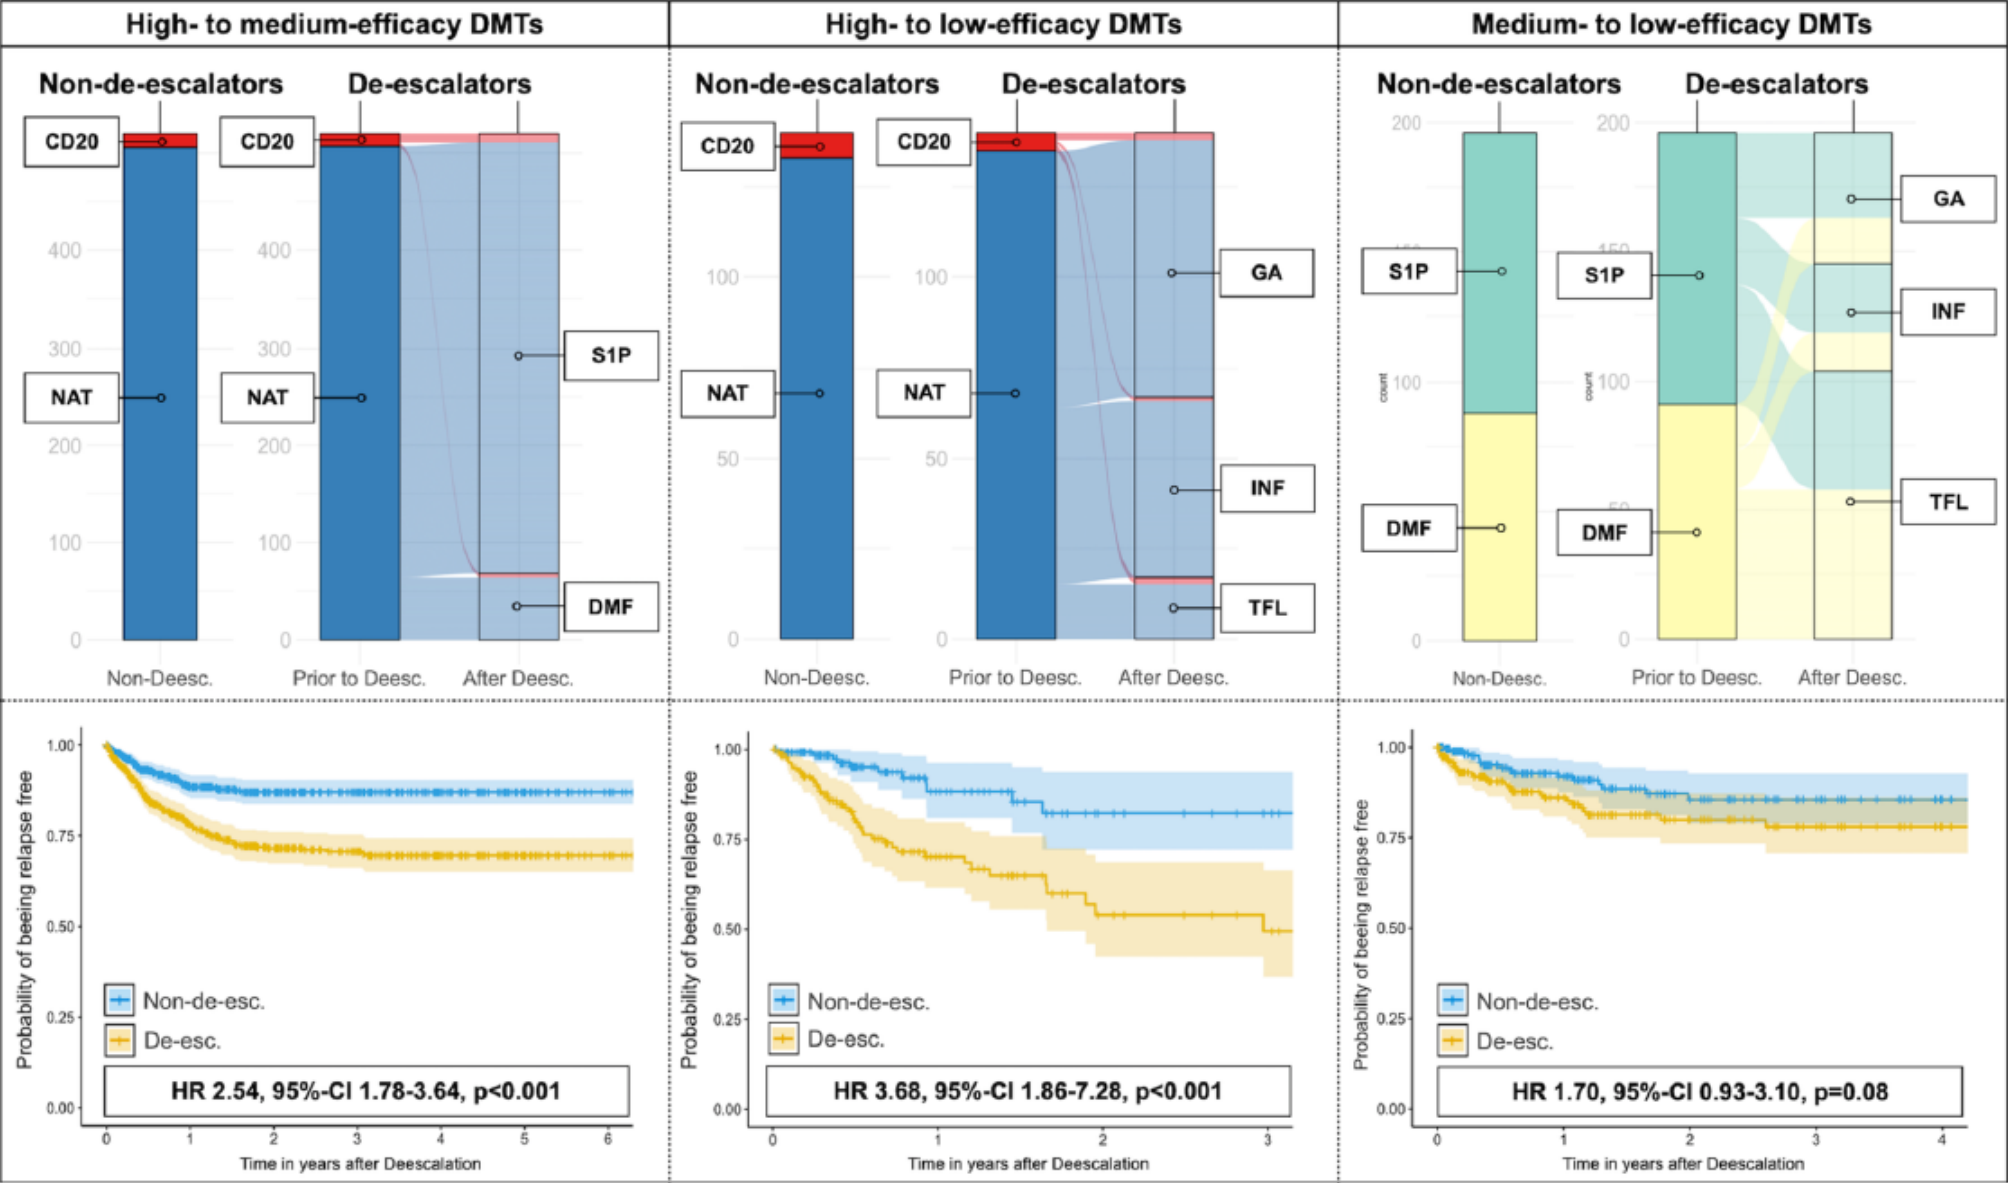 High- to medium-efficacy DMTs
Non-de-escalators De-escalators
CD20
CD20
400
400
300
300
S1P
NAT
NAT
200
200
100
100
DMF
0
0
Non-Deesc. Prior to Deesc. After Deesc.
High- to low-efficacy DMTs
Non-de-escalators De-escalators
CD20
CD20
100
100
GA
NAT
NAT
50
50
INF
TFL
0
0
Non-Deesc. Prior to Deesc. After Deesc.
Medium- to low-efficacy DMTs
Non-de-escalators De-escalators
200
200
GA
150
S1P
S1P
INF
count
100
count
100
TFL
DMF
DMF
50
0
0
Non-Deesc. Prior to Deesc. After Deesc.
Probability of beeing relapse free
1.00
0.75
0.50
0.25
0.00
Non-de-esc.
De-esc.
HR 2.54, 95%-CI 1.78-3.64, p<0.001
0 1 2 3 4 5 6
Time in years after Deescalation
Probability of beeing relapse free
1.00
0.75
0.50
0.25
0.00
Non-de-esc.
De-esc.
HR 3.68, 95%-CI 1.86-7.28, p<0.001
0 1 2 3
Time in years after Deescalation
Probability of beeing relapse free
1.00
0.75
0.50
0.25
0.00
Non-de-esc.
De-esc.
HR 1.70, 95%-CI 0.93-3.10, p=0.08
0 1 2 3 4
Time in years after Deescalation